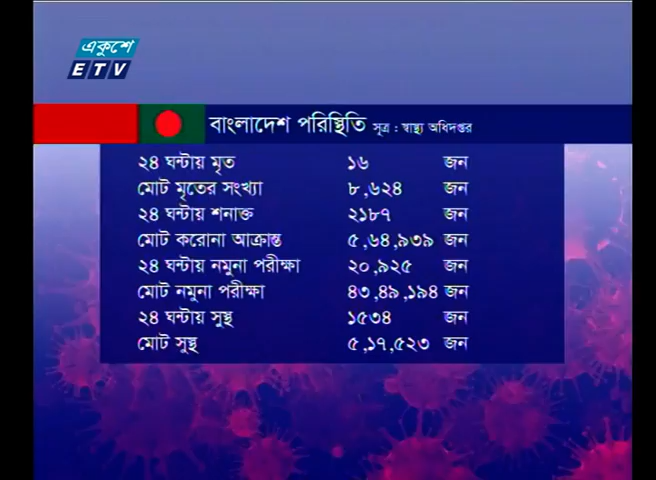 একুশে
ETV
বাংলাদেশ পরিস্থিতি সূত্র : স্বাস্থ্য অধিদপ্তর
২৪ ঘন্টায় মৃত ১৬ জন
মোট মৃতের সংখ্যা ৮,৬২৪ জন
২৪ ঘন্টায় শনাক্ত ২১৮৭ জন
মোট করোনা আক্রান্ত ৫,৬৪,৯৩৯ জন
২৪ ঘন্টায় নমুনা পরীক্ষা ২০,৯২৫ জন
মোট নমুনা পরীক্ষা ৪৩,৪৯,১৯৪ জন
২৪ ঘন্টায় সুস্থ ১৫৩৪ জন
মোট সুস্থ ৫,১৭,৫২৩ জন